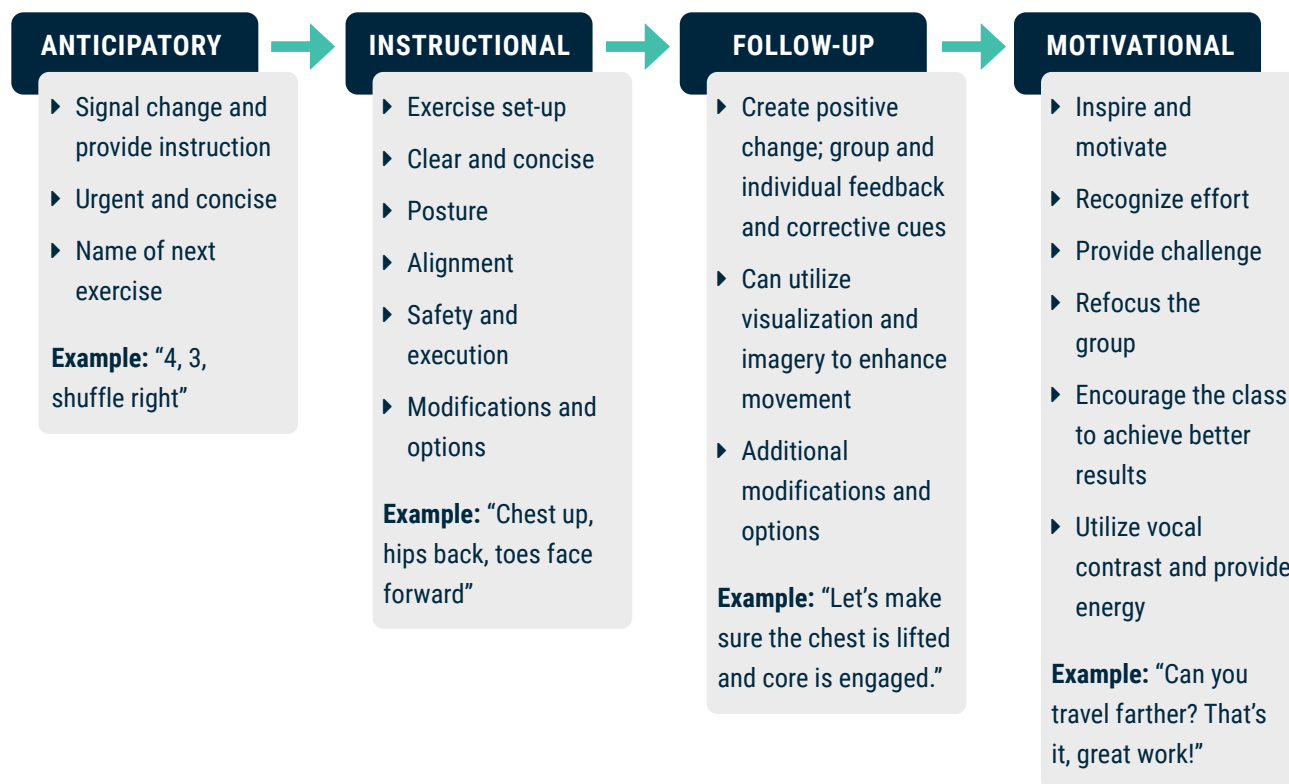 ANTICIPATORY
Signal change and
provide instruction
Urgent and concise
Name of next
exercise
Example: “4, 3,
shuffle right”
INSTRUCTIONAL
Exercise set-up
Clear and concise
Posture
Alignment
Safety and
execution
Modifications and
options
Example: “Chest up,
hips back, toes face
forward”
FOLLOW-UP
Create positive
change; group and
individual feedback
and corrective cues
Can utilize
visualization and
imagery to enhance
movement
Additional
modifications and
options
Example: “Let’s make
sure the chest is lifted
and core is engaged.”
MOTIVATIONAL
Inspire and
motivate
Recognize effort
Provide challenge
Refocus the
group
Encourage the class
to achieve better
results
Utilize vocal
contrast and provide
energy
Example: “Can you
travel farther? That’s
it, great work!”